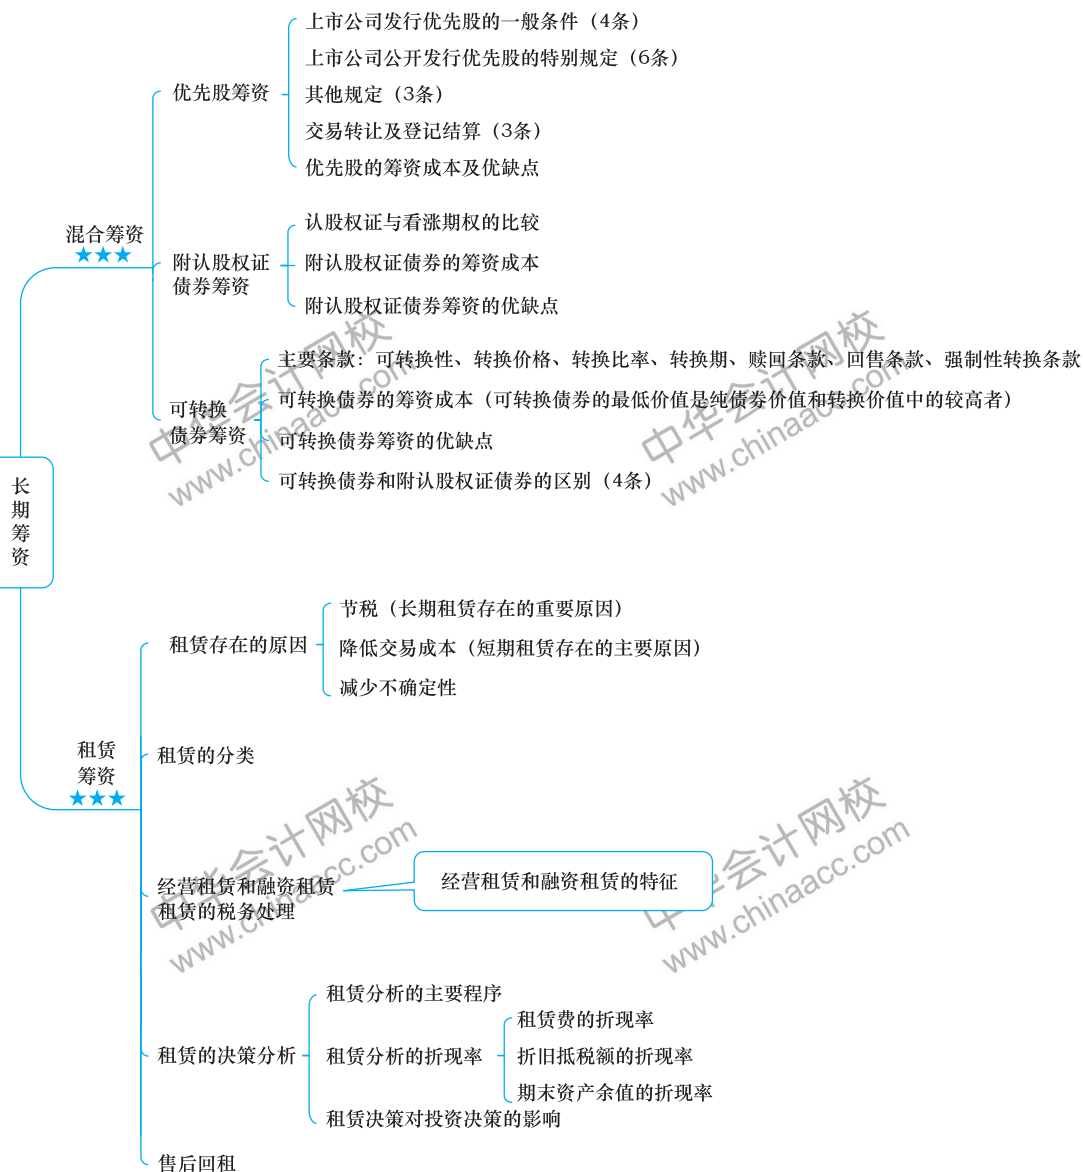 长期筹资
混合筹资
★★★
优先股筹资
上市公司发行优先股的一般条件（4条）
上市公司公开发行优先股的特别规定（6条）
其他规定（3条）
交易转让及登记结算（3条）
优先股的筹资成本及优缺点
附认股权证
债券筹资
认股权证与看涨期权的比较
附认股权证债券的筹资成本
附认股权证债券筹资的优缺点
可转换
债券筹资
主要条款：可转换性、转换价格、转换比率、转换期、赎回条款、回售条款、强制性转换条款
可转换债券的筹资成本（可转换债券的最低价值是纯债券价值和转换价值中的较高者）
可转换债券筹资的优缺点
可转换债券和附认股权证债券的区别（4条）
租赁
筹资
★★★
租赁存在的原因
节税（长期租赁存在的重要原因）
降低交易成本（短期租赁存在的主要原因）
减少不确定性
租赁的分类
经营租赁和融资租赁
租赁的税务处理
经营租赁和融资租赁的特征
租赁的决策分析
租赁分析的主要程序
租赁分析的折现率
租赁费的折现率
折旧抵税额的折现率
期末资产余值的折现率
租赁决策对投资决策的影响
售后回租
中华会计网校
www.chinaacc.com
中华会计网校
www.chinaacc.com
中华会计网校
www.chinaacc.com
中华会计网校
www.chinaacc.com